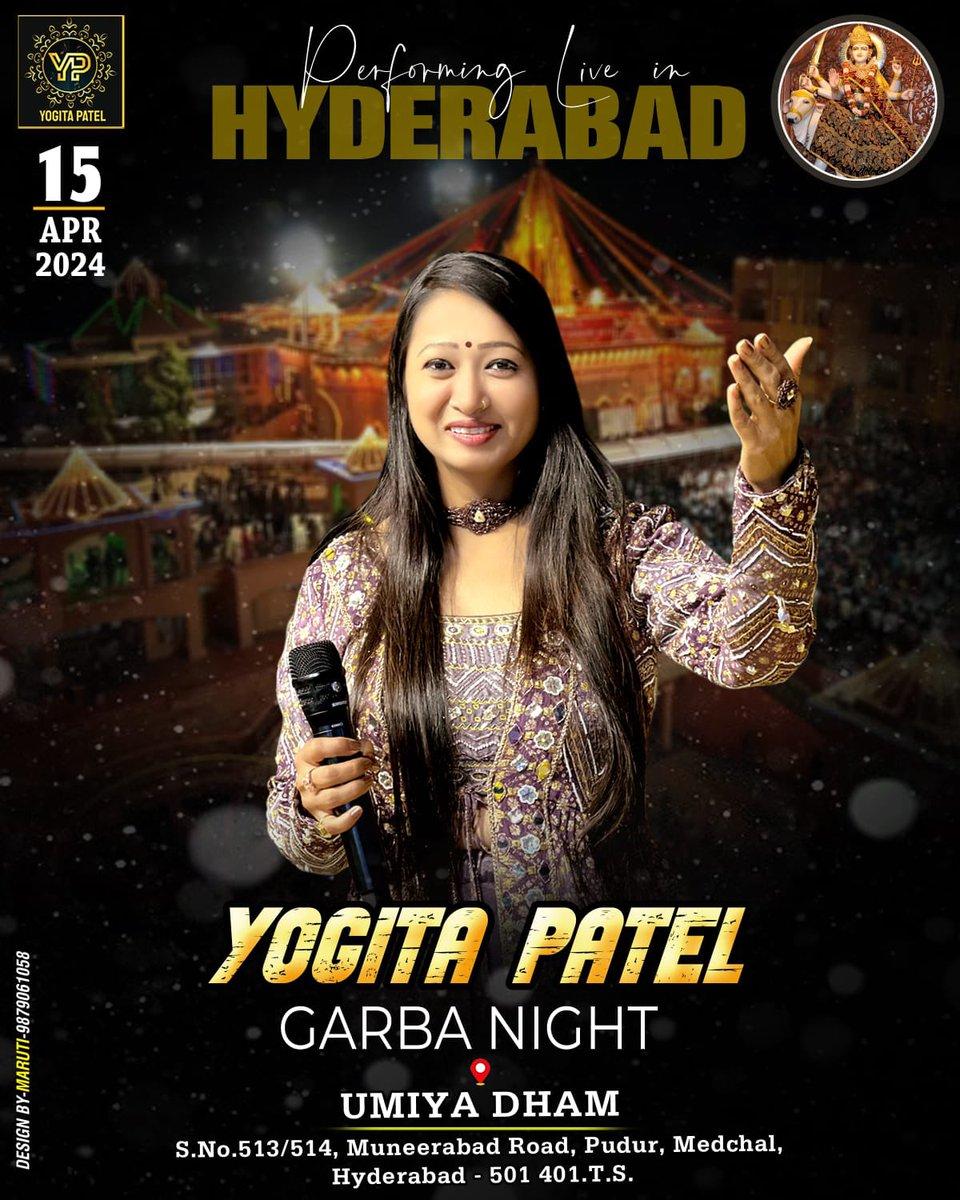 YP
YOGITA PATEL
Performing Live in
HYDERABAD
15
APR
2024
YOGITA PATEL
GARBA NIGHT
UMIYA DHAM
S.No.513/514, Muneerabad Road, Pudur, Medchal,
Hyderabad - 501 401.T.S.
DESIGN BY-MARUTI-9879061058